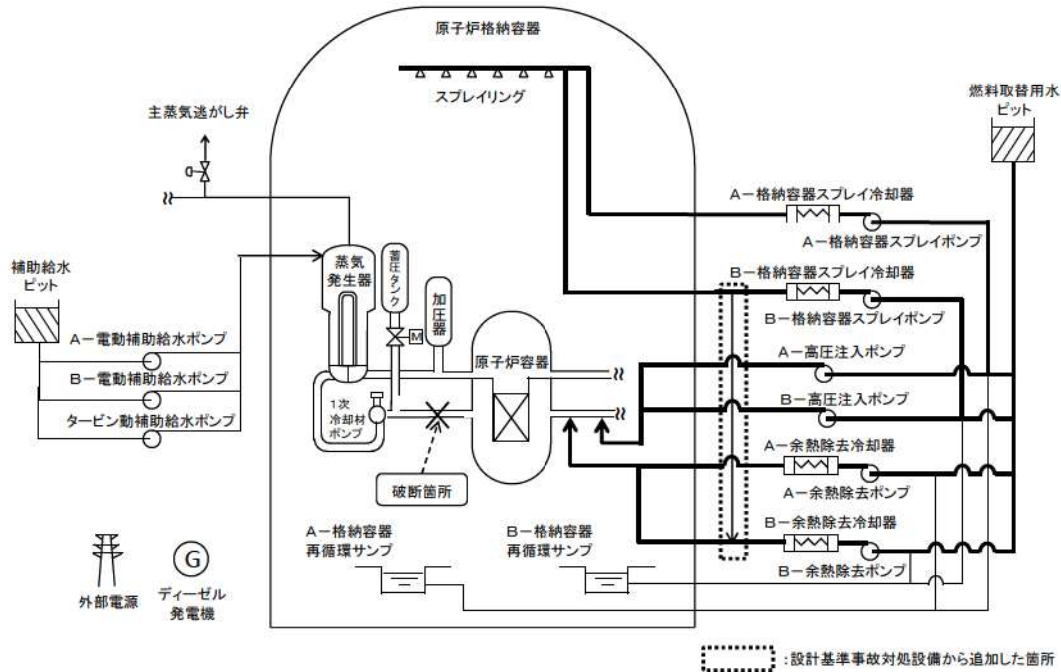 原子炉格納容器
スプレイリング
燃料取替用水
ピット
主蒸気逃がし弁
A－格納容器スプレイ冷却器
A－格納容器スプレイポンプ
補助給水
ピット
蒸気
発生器
蓄圧タンク
加圧器
M
B－格納容器スプレイ冷却器
B－格納容器スプレイポンプ
A－電動補助給水ポンプ
B－電動補助給水ポンプ
タービン動補助給水ポンプ
原子炉容器
A－高圧注入ポンプ
B－高圧注入ポンプ
1次
冷却材
ポンプ
A－余熱除去冷却器
A－余熱除去ポンプ
破断箇所
B－余熱除去冷却器
B－余熱除去ポンプ
A－格納容器
再循環サンプ
B－格納容器
再循環サンプ
外部電源
G
ディーゼル
発電機
：設計基準事故対処設備から追加した箇所